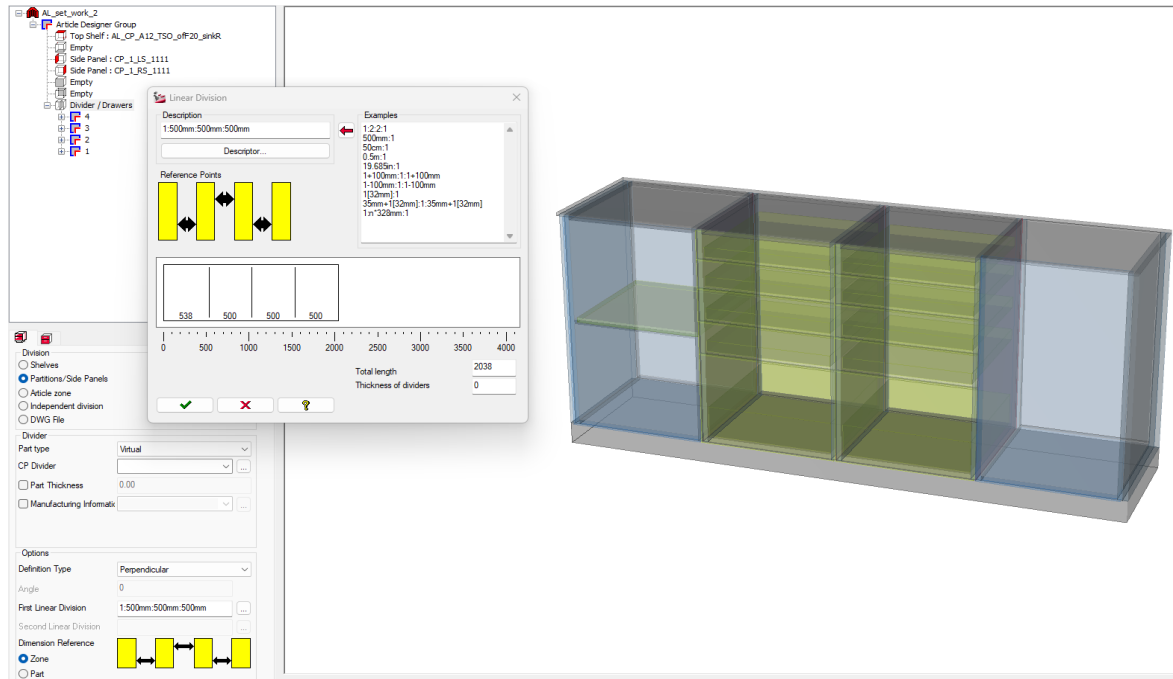 AL_set_work_2
Article Designer Group
Top Shelf : AL_CP_A12_TSO_offF20_sinkR
Empty
Side Panel : CP_1_LS_1111
Side Panel : CP_1_RS_1111
Empty
Empty
Divider / Drawers
4
3
2
1
Linear Division
Description
1:500mm:500mm:500mm
Descriptor...
Reference Points
Examples
1:2:2:1
500mm:1
50cm:1
0.5m:1
19.685in:1
1+100mm:1:1+100mm
1-100mm:1:1-100mm
1[32mm]:1
35mm+1[32mm]:1:35mm+1[32mm]
1:n*328mm:1
538 500 500 500
0 500 1000 1500 2000 2500 3000 3500 4000
Total length 2038
Thickness of dividers 0
Division
Shelves
Partitions/Side Panels
Article zone
Independent division
DWG File
Divider
Part type Virtual
CP Divider
...
Part Thickness 0.00
Manufacturing Informatic
...
Options
Definition Type Perpendicular
Angle 0
First Linear Division 1:500mm:500mm:500mm ...
Second Linear Division ...
Dimension Reference
Zone
Part